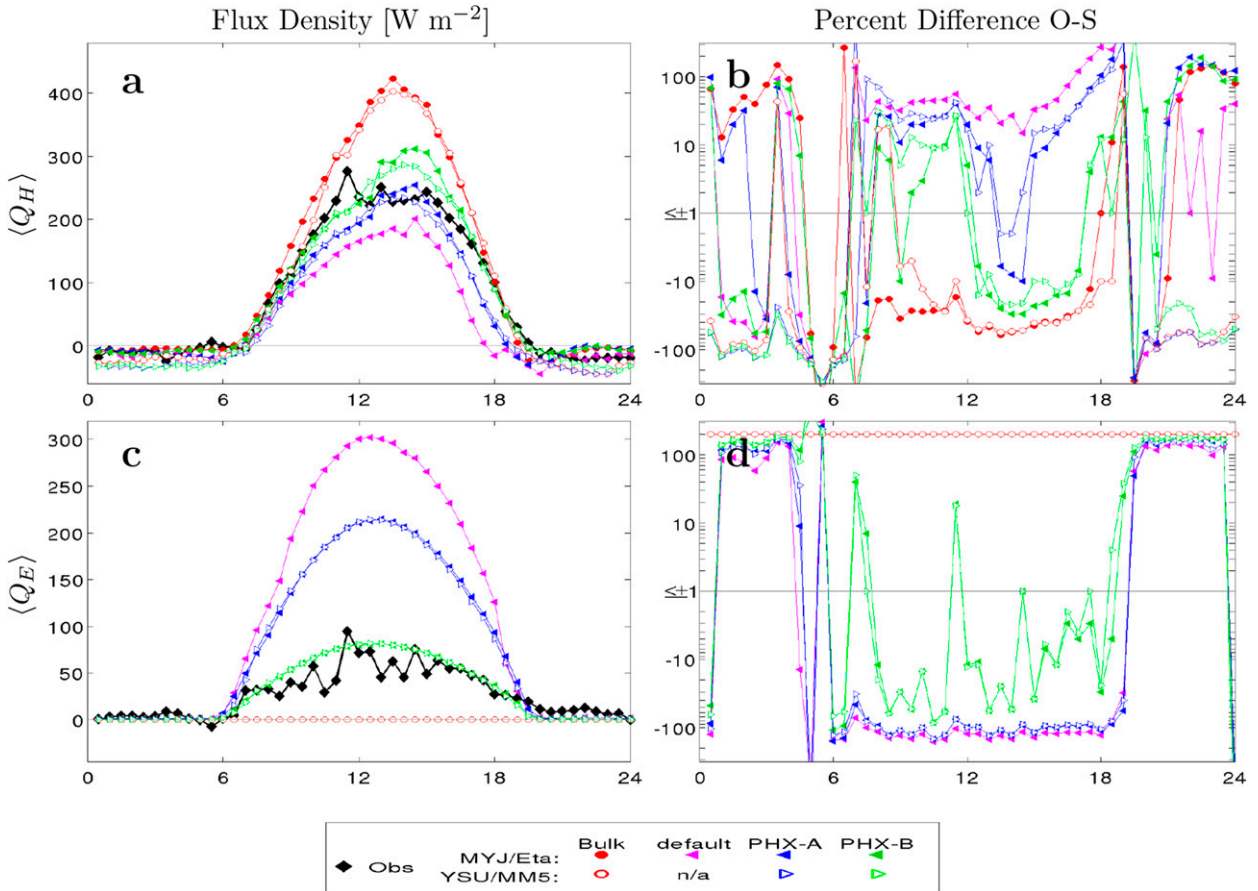 Flux Density [W m−2]
Percent Difference O-S
a
b
⟨QH⟩
400
300
200
100
0
0 6 12 18 24
100
10
≤±1
-10
-100
0 6 12 18 24
c
d
⟨QE⟩
300
250
200
150
100
50
0
0 6 12 18 24
100
10
≤±1
-10
-100
0 6 12 18 24
Bulk default PHX-A PHX-B
Obs MYJ/Eta:
YSU/MM5: n/a